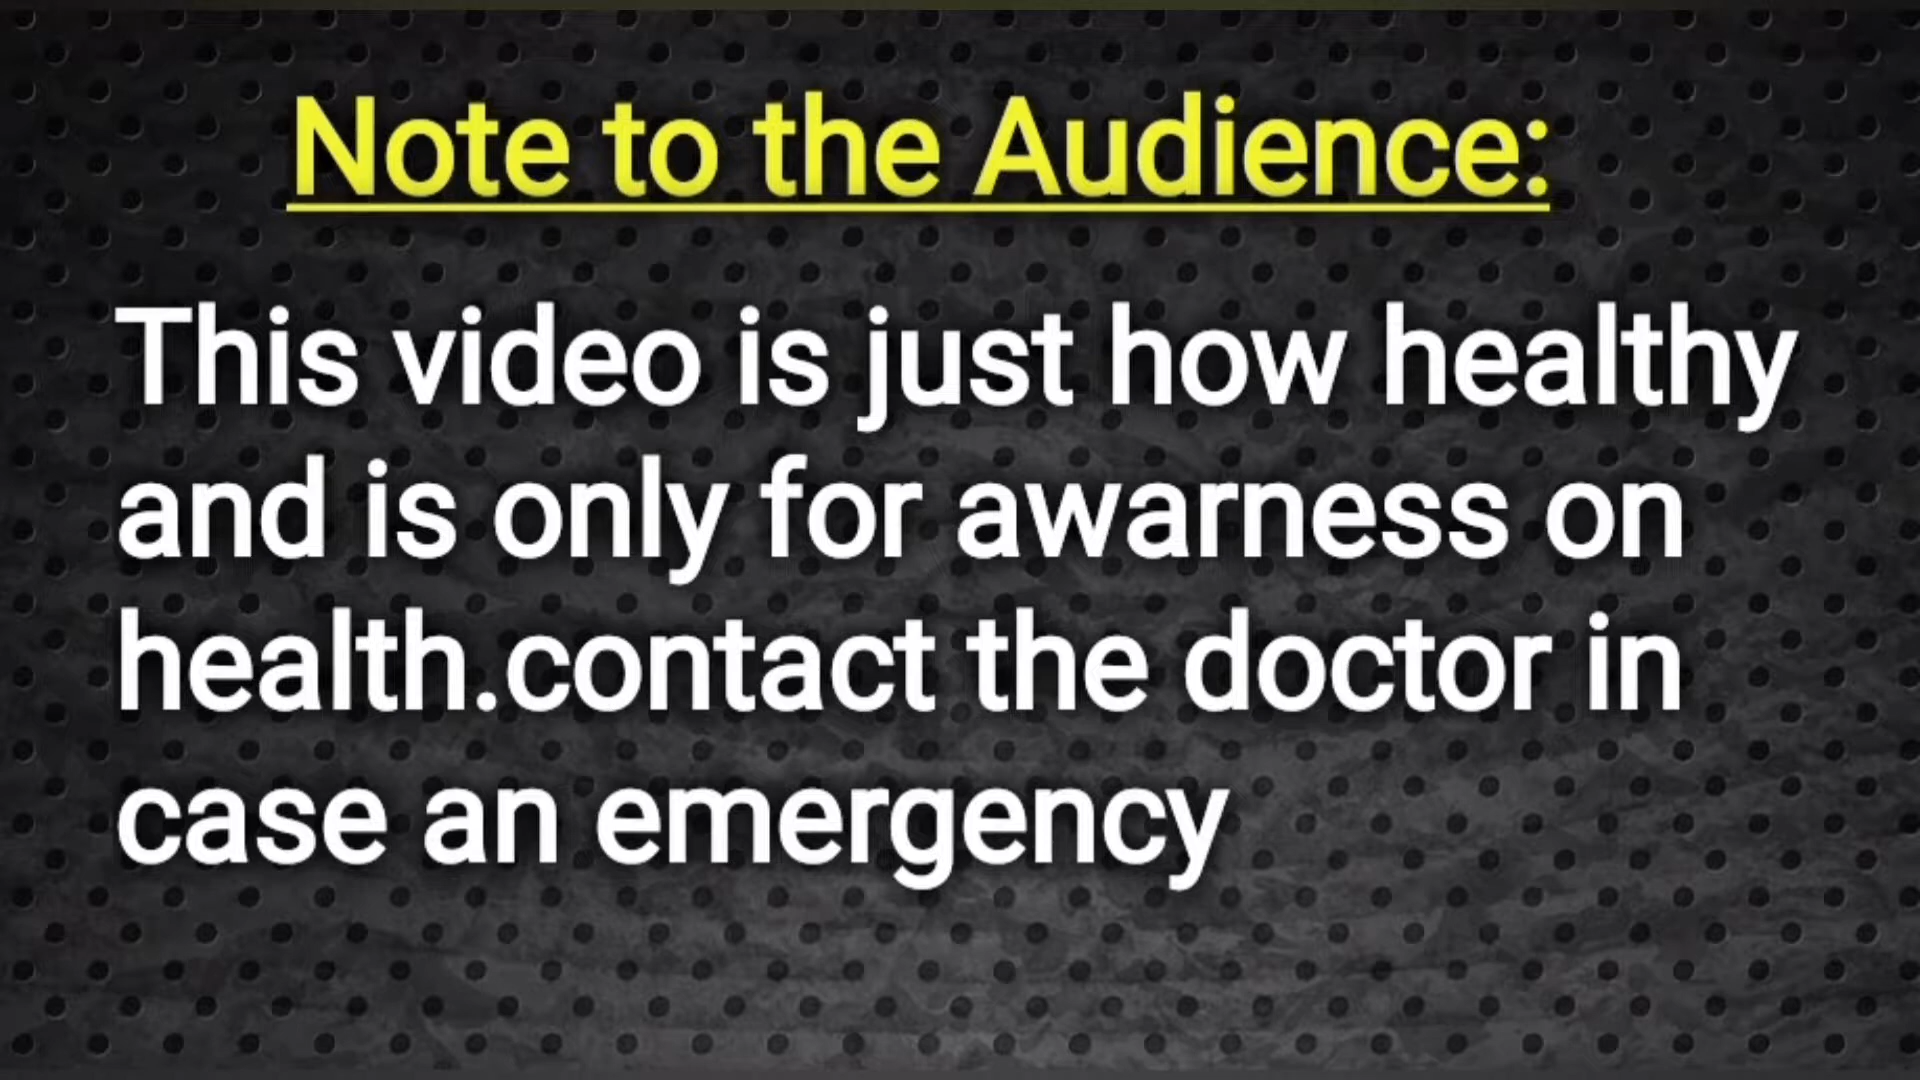 Note to the Audience:
This video is just how healthy
and is only for awarness on
health.contact the doctor in
case an emergency